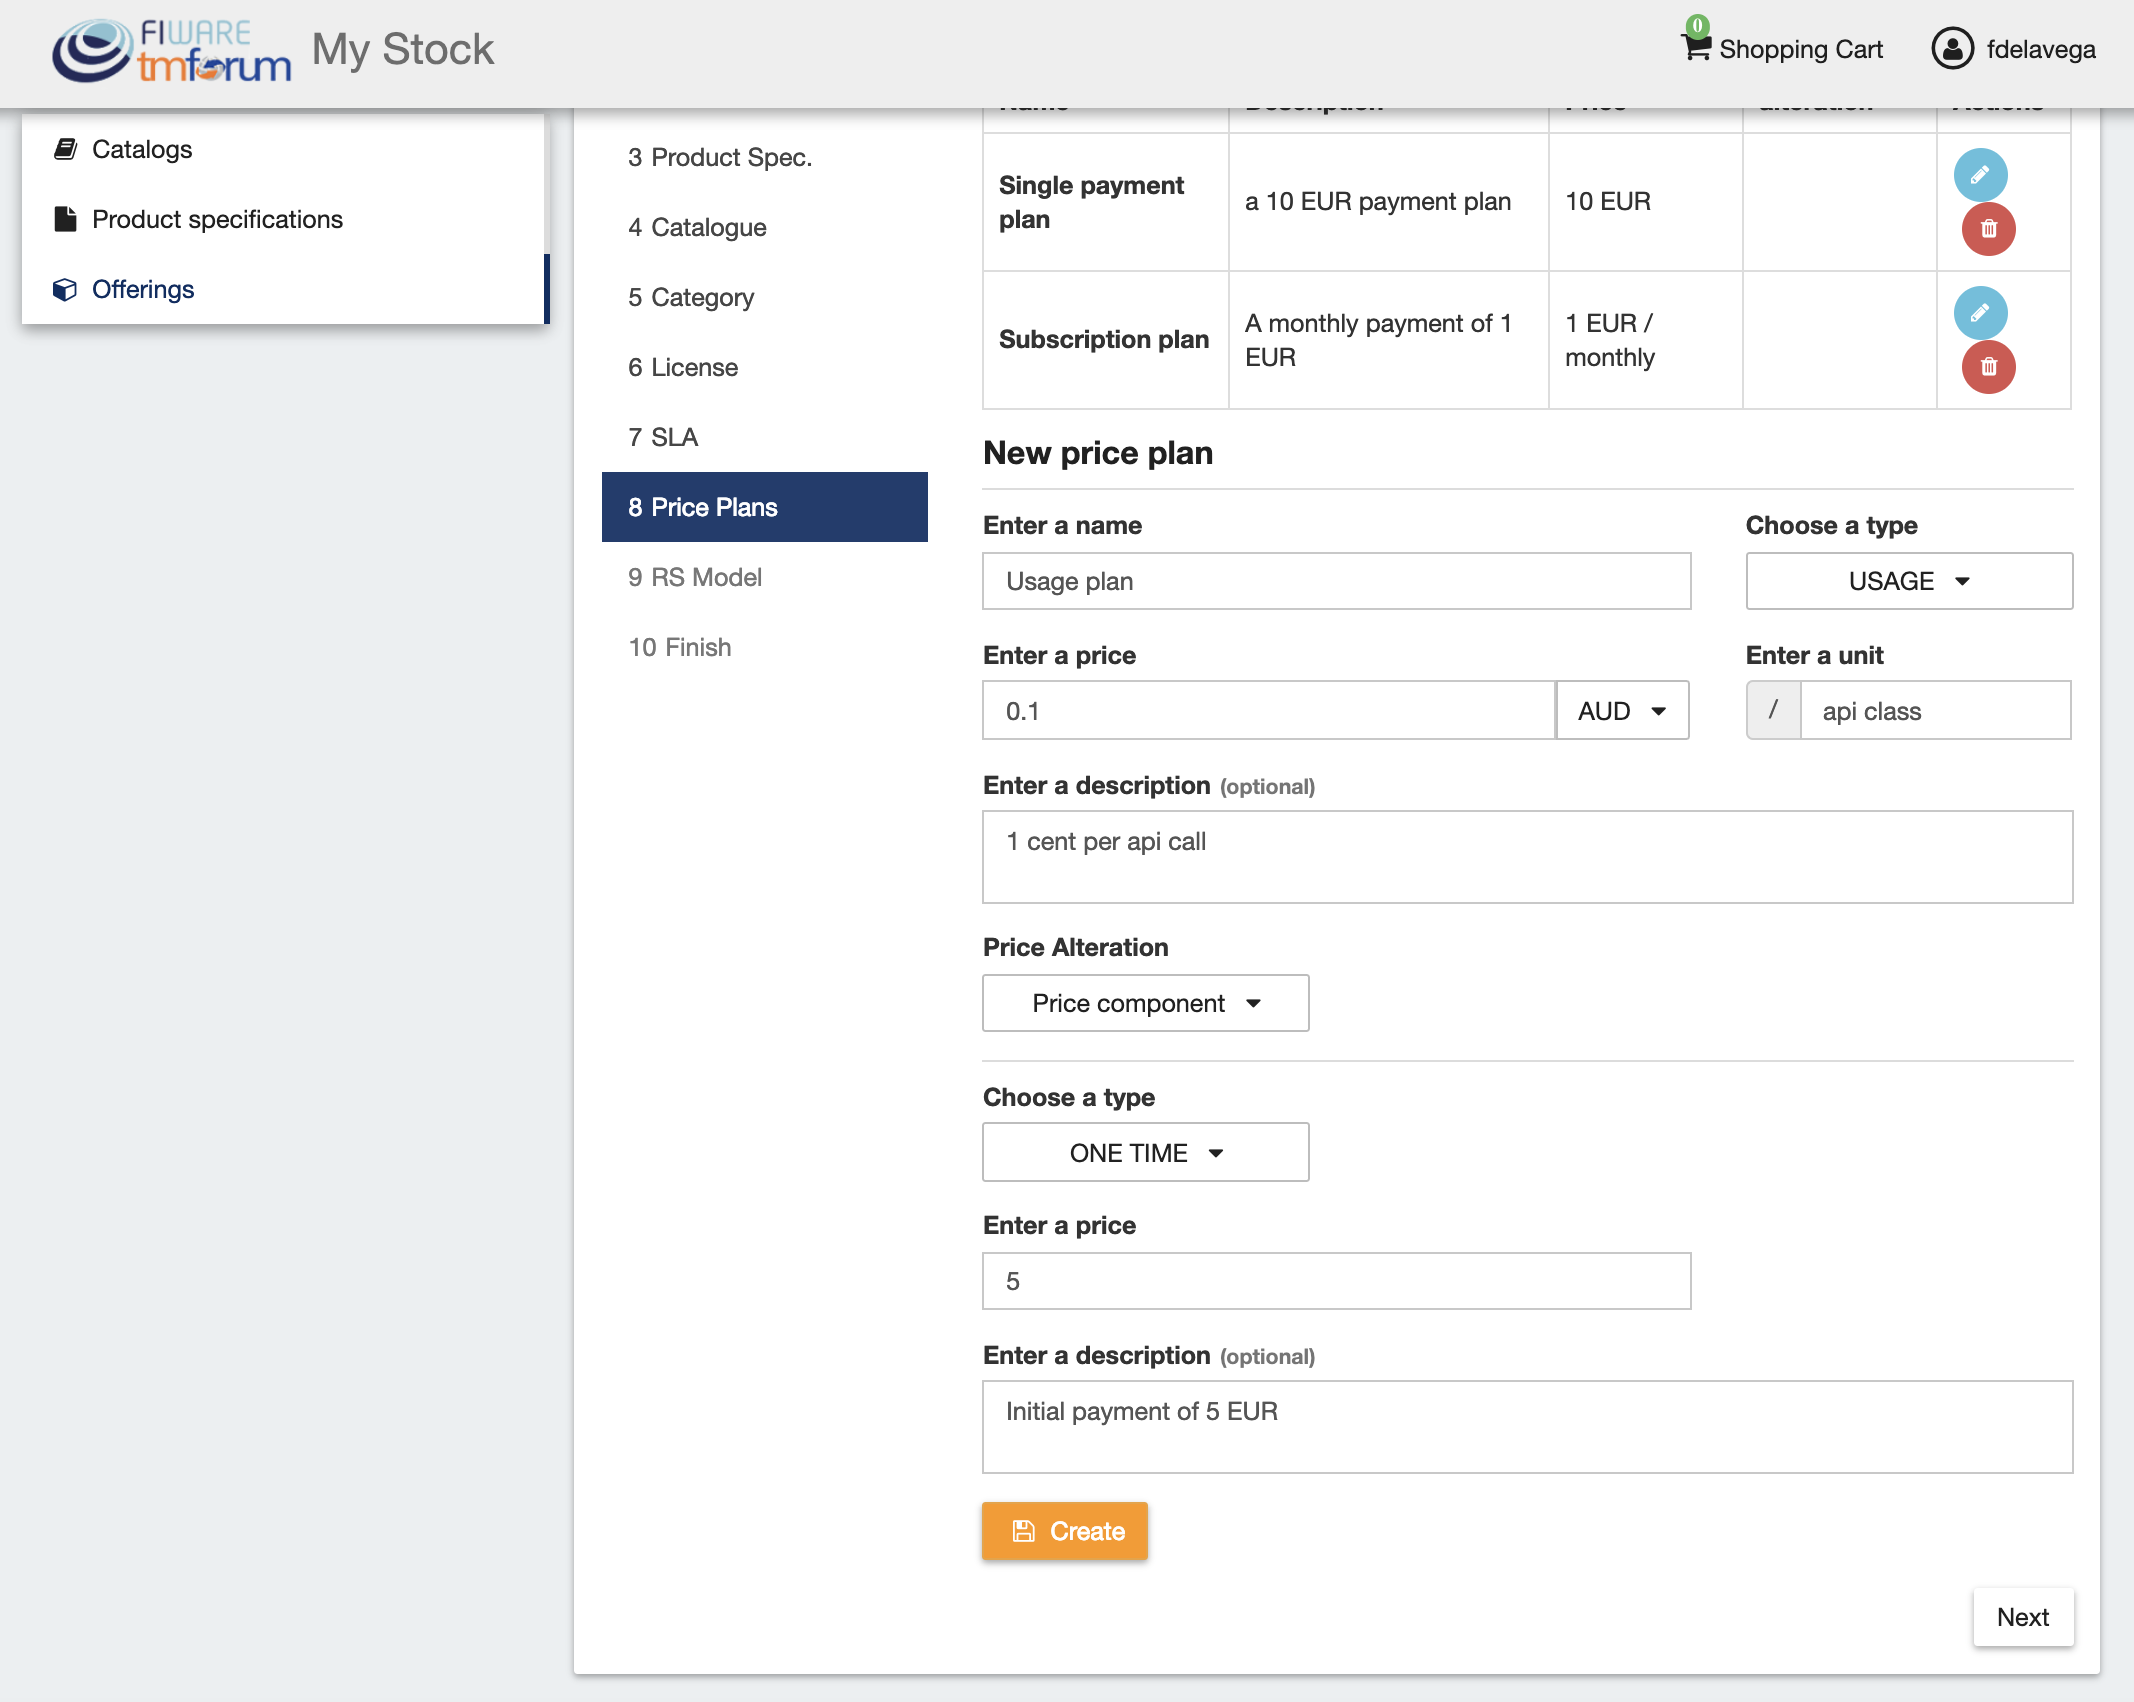 FIWARE
tmforum
My Stock
0
Shopping Cart
fdelavega
Catalogs
Product specifications
Offerings
3 Product Spec.
4 Catalogue
5 Category
6 License
7 SLA
8 Price Plans
9 RS Model
10 Finish
Name Description Price alteration Actions
Single payment
plan
a 10 EUR payment plan
10 EUR
Subscription plan
A monthly payment of 1
EUR
1 EUR /
monthly
New price plan
Enter a name
Choose a type
Usage plan
USAGE
Enter a price
Enter a unit
0.1
AUD
/
api class
Enter a description (optional)
1 cent per api call
Price Alteration
Price component
Choose a type
ONE TIME
Enter a price
5
Enter a description (optional)
Initial payment of 5 EUR
Create
Next